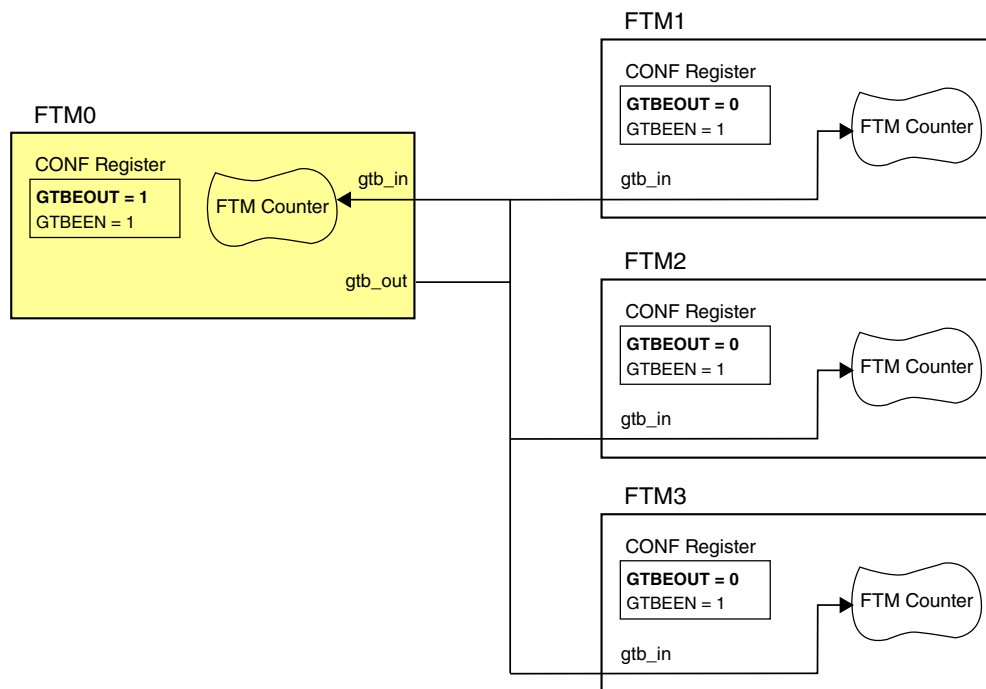 FTM0
CONF Register
GTBEOUT = 1
GTBEEN = 1
FTM Counter
gtb_in
gtb_out
FTM1
CONF Register
GTBEOUT = 0
GTBEEN = 1
FTM Counter
gtb_in
FTM2
CONF Register
GTBEOUT = 0
GTBEEN = 1
FTM Counter
gtb_in
FTM3
CONF Register
GTBEOUT = 0
GTBEEN = 1
FTM Counter
gtb_in